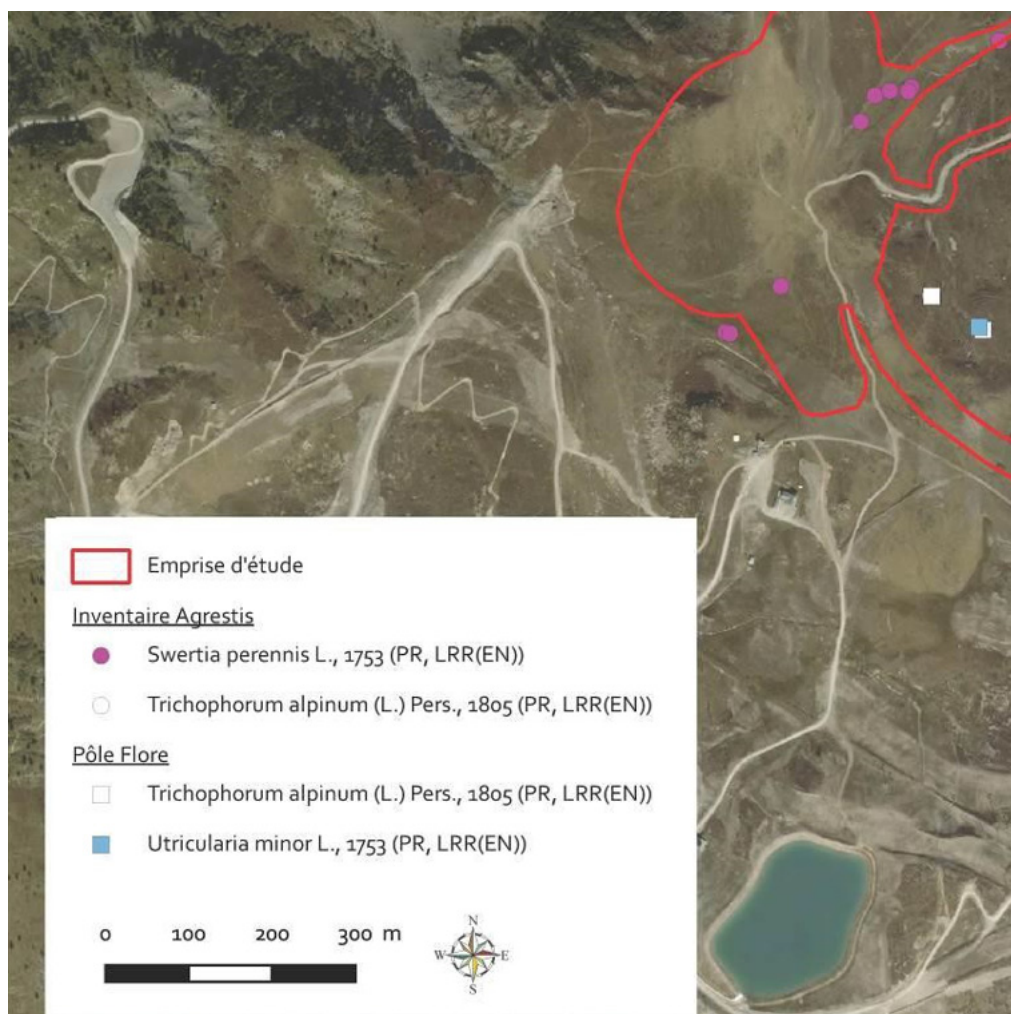 Emprise d'étude
Inventaire Agrestis
Swertia perennis L., 1753 (PR, LRR(EN))
Trichophorum alpinum (L.) Pers., 1805 (PR, LRR(EN))
Pôle Flore
Trichophorum alpinum (L.) Pers., 1805 (PR, LRR(EN))
Utricularia minor L., 1753 (PR, LRR(EN))
0 100 200 300 m
N
W E
S